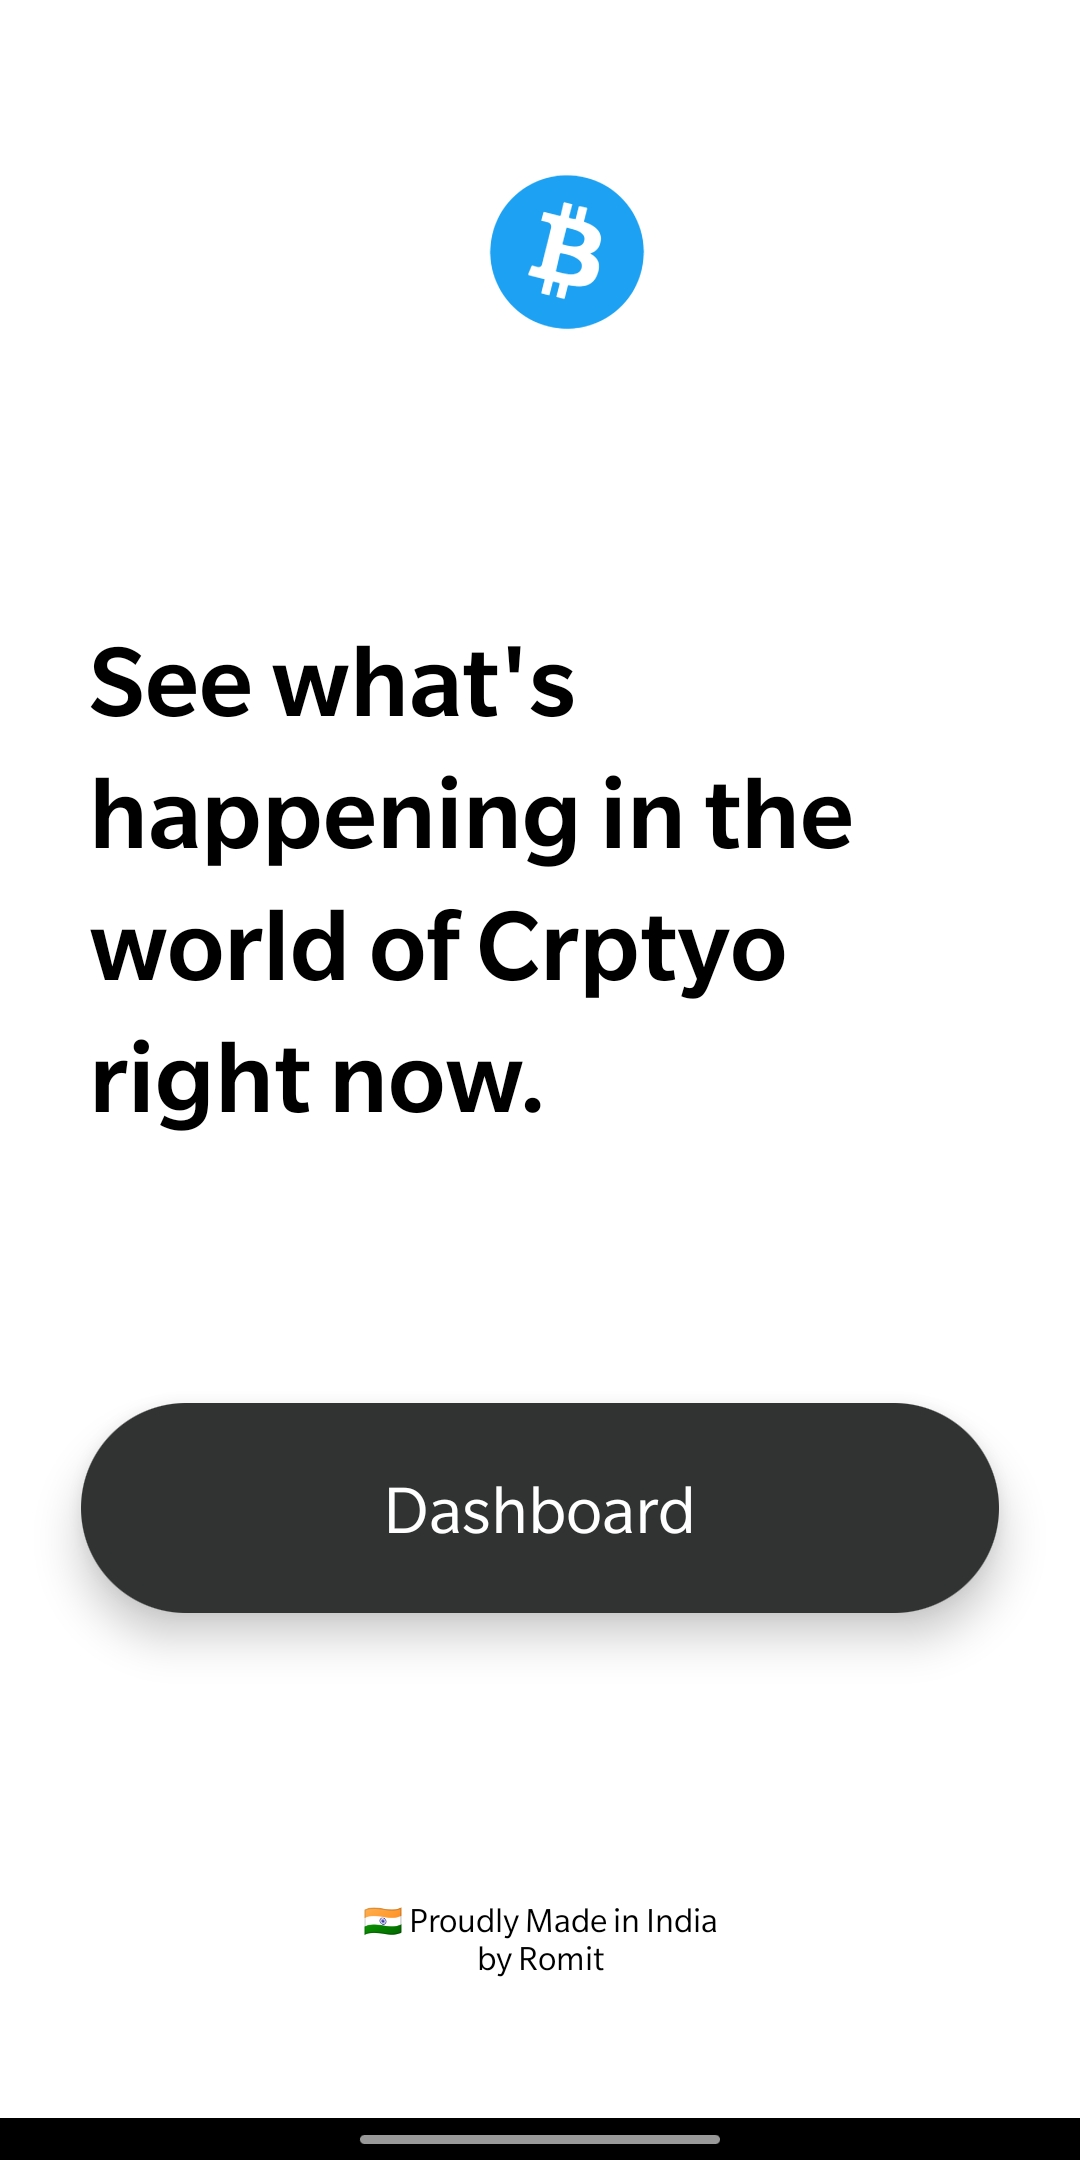 See what's
happening in the
world of Crptyo
right now.
Dashboard
🇮🇳 Proudly Made in India
by Romit